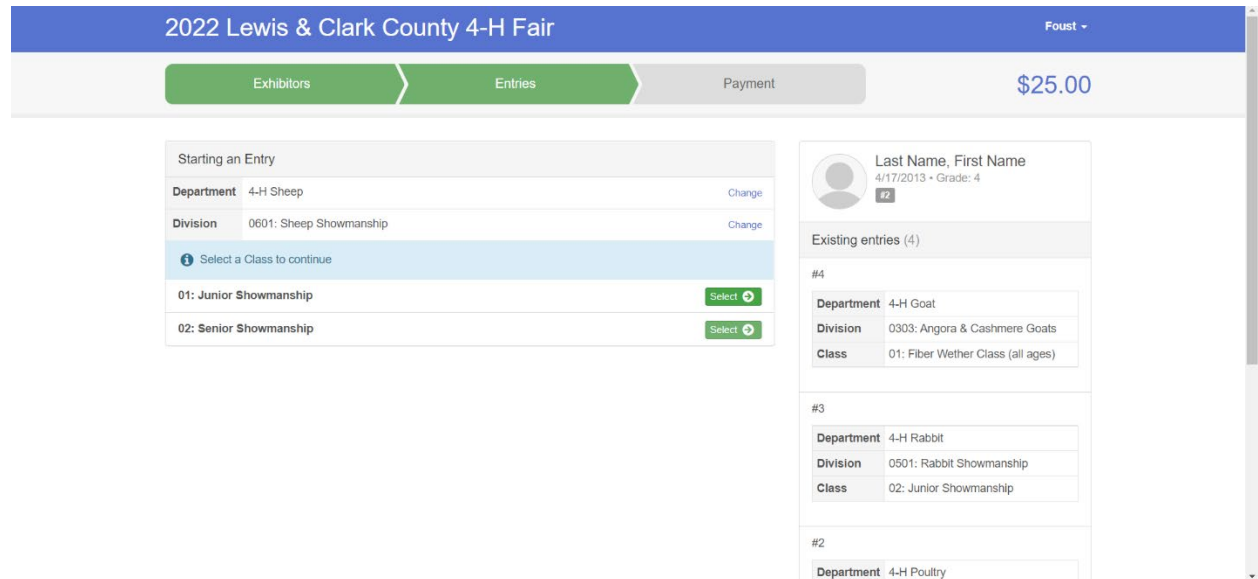 2022 Lewis & Clark County 4-H Fair
Foust
Exhibitors
Entries
Payment
$25.00
Starting an Entry
Department 4-H Sheep Change
Division 0601: Sheep Showmanship Change
Select a Class to continue
01: Junior Showmanship Select
02: Senior Showmanship Select
Last Name, First Name
4/17/2013 • Grade: 4
#2
Existing entries (4)
#4
Department 4-H Goat
Division 0303: Angora & Cashmere Goats
Class 01: Fiber Wether Class (all ages)
#3
Department 4-H Rabbit
Division 0501: Rabbit Showmanship
Class 02: Junior Showmanship
#2
Department 4-H Poultry